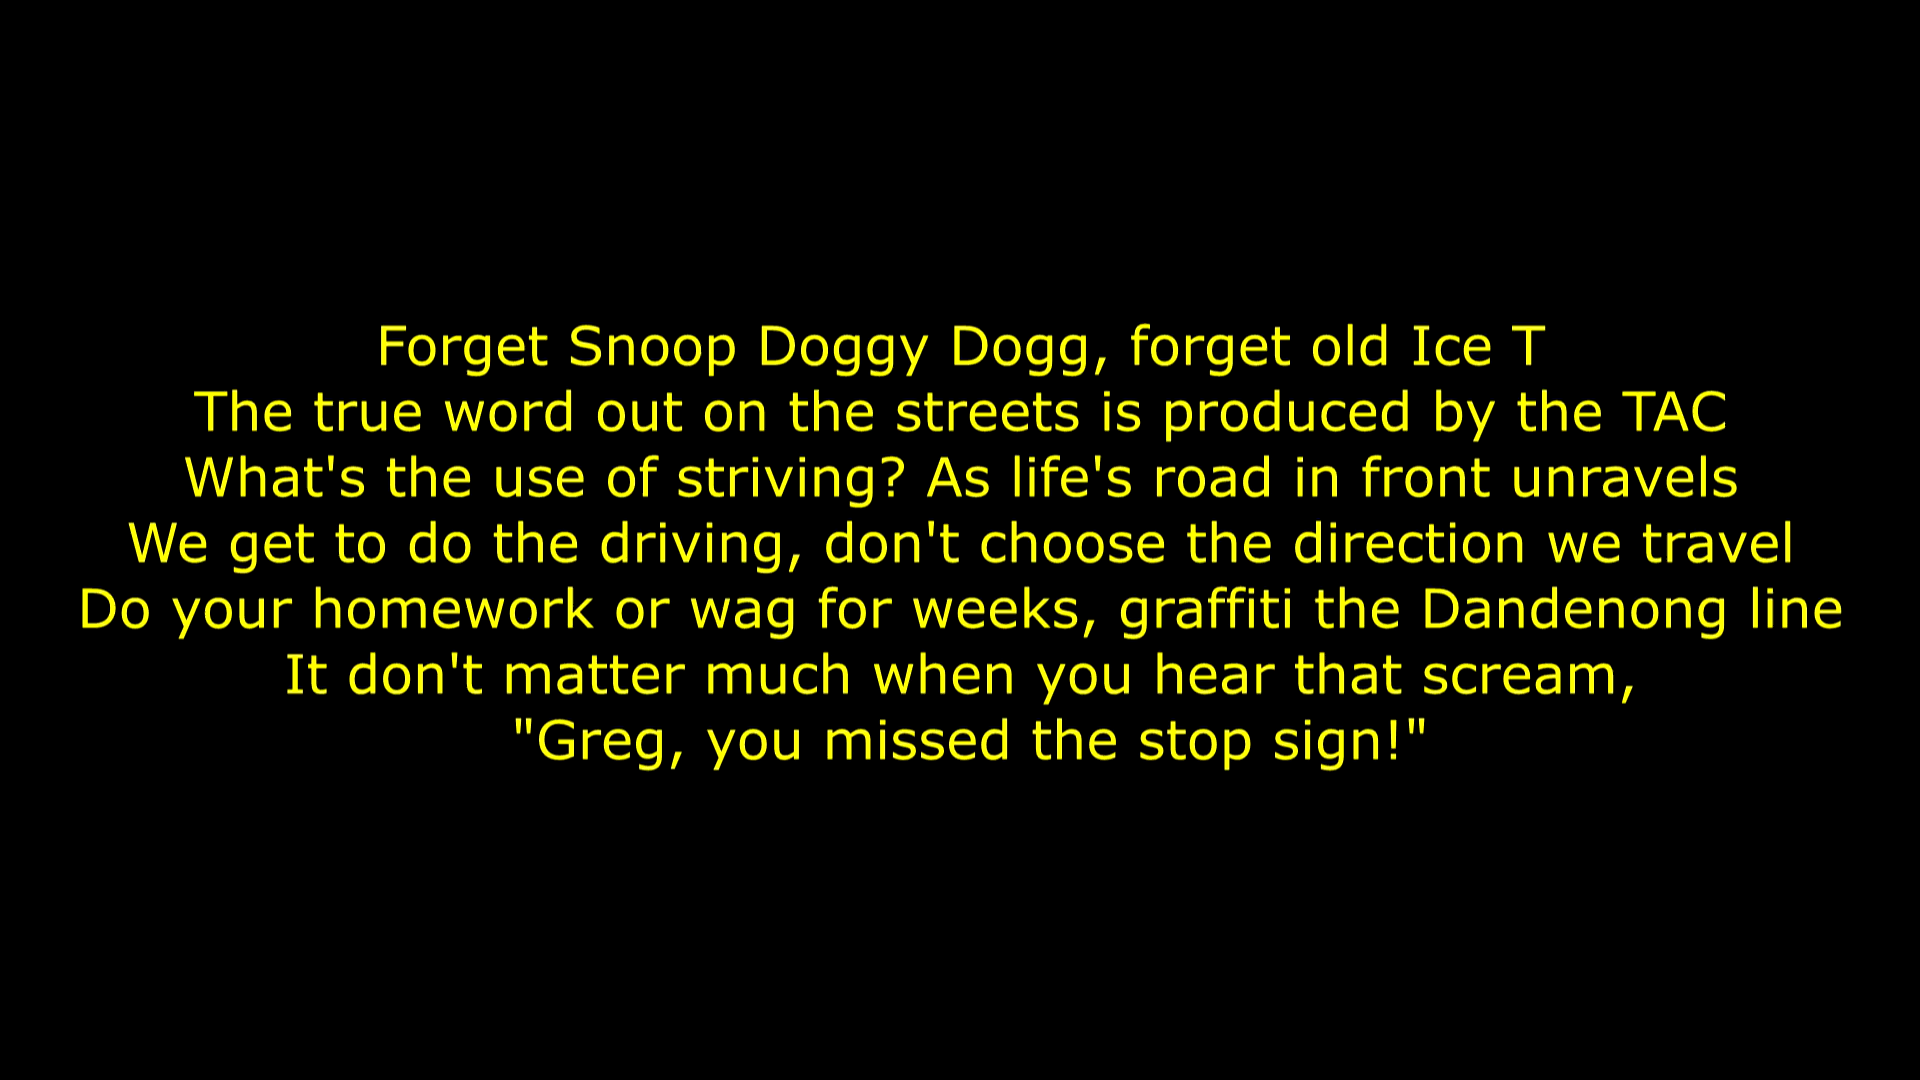 Forget Snoop Doggy Dogg, forget old Ice T
The true word out on the streets is produced by the TAC
What's the use of striving? As life's road in front unravels
We get to do the driving, don't choose the direction we travel
Do your homework or wag for weeks, graffiti the Dandenong line
It don't matter much when you hear that scream,
"Greg, you missed the stop sign!"